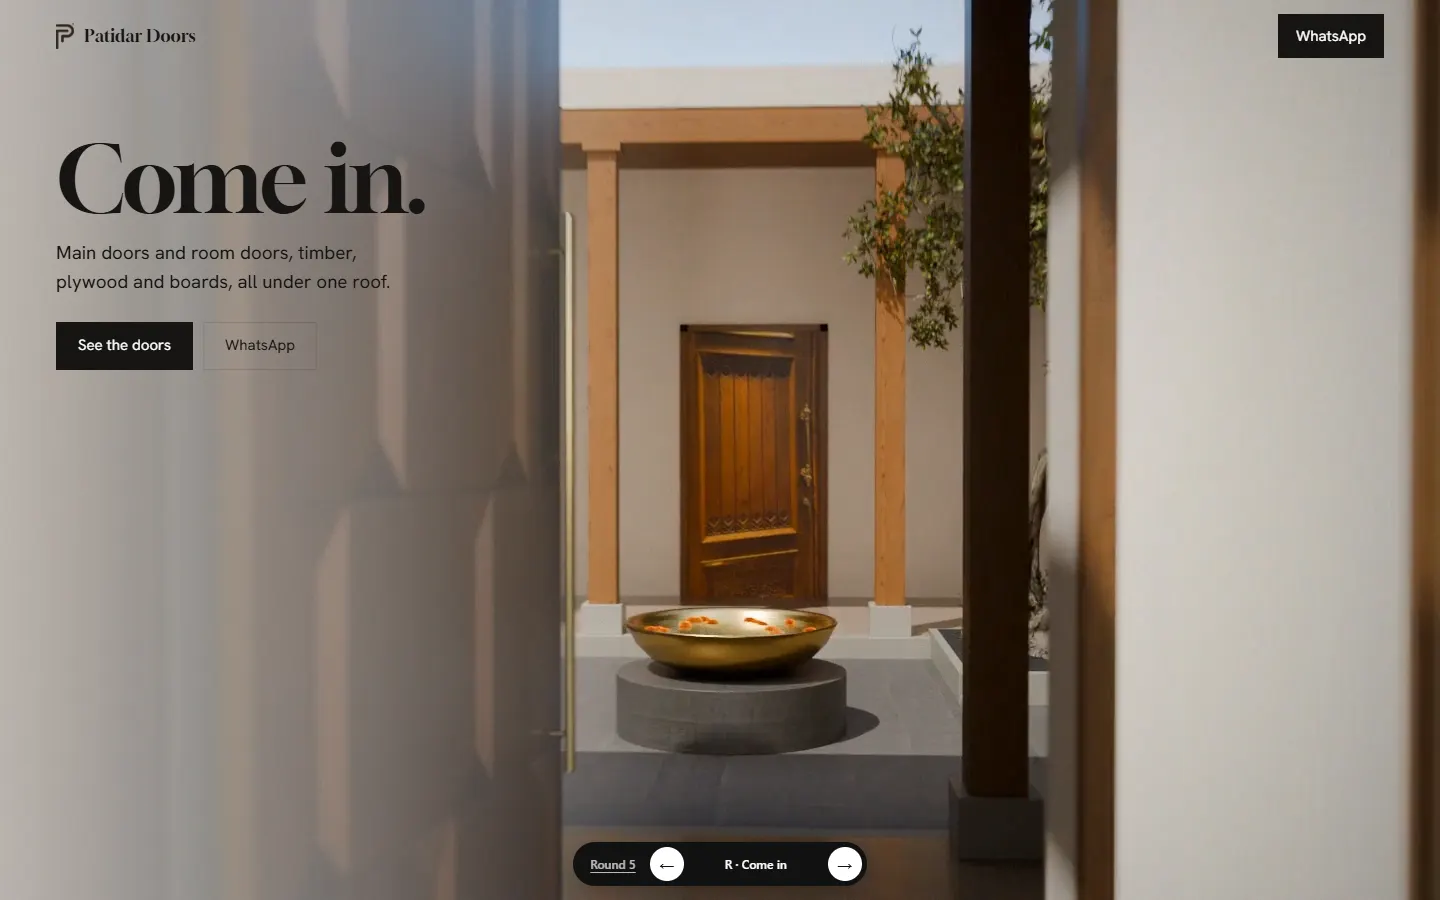 Patidar Doors
WhatsApp
Come in.
Main doors and room doors, timber,
plywood and boards, all under one roof.
See the doors
WhatsApp
Round 5
←
R · Come in
→